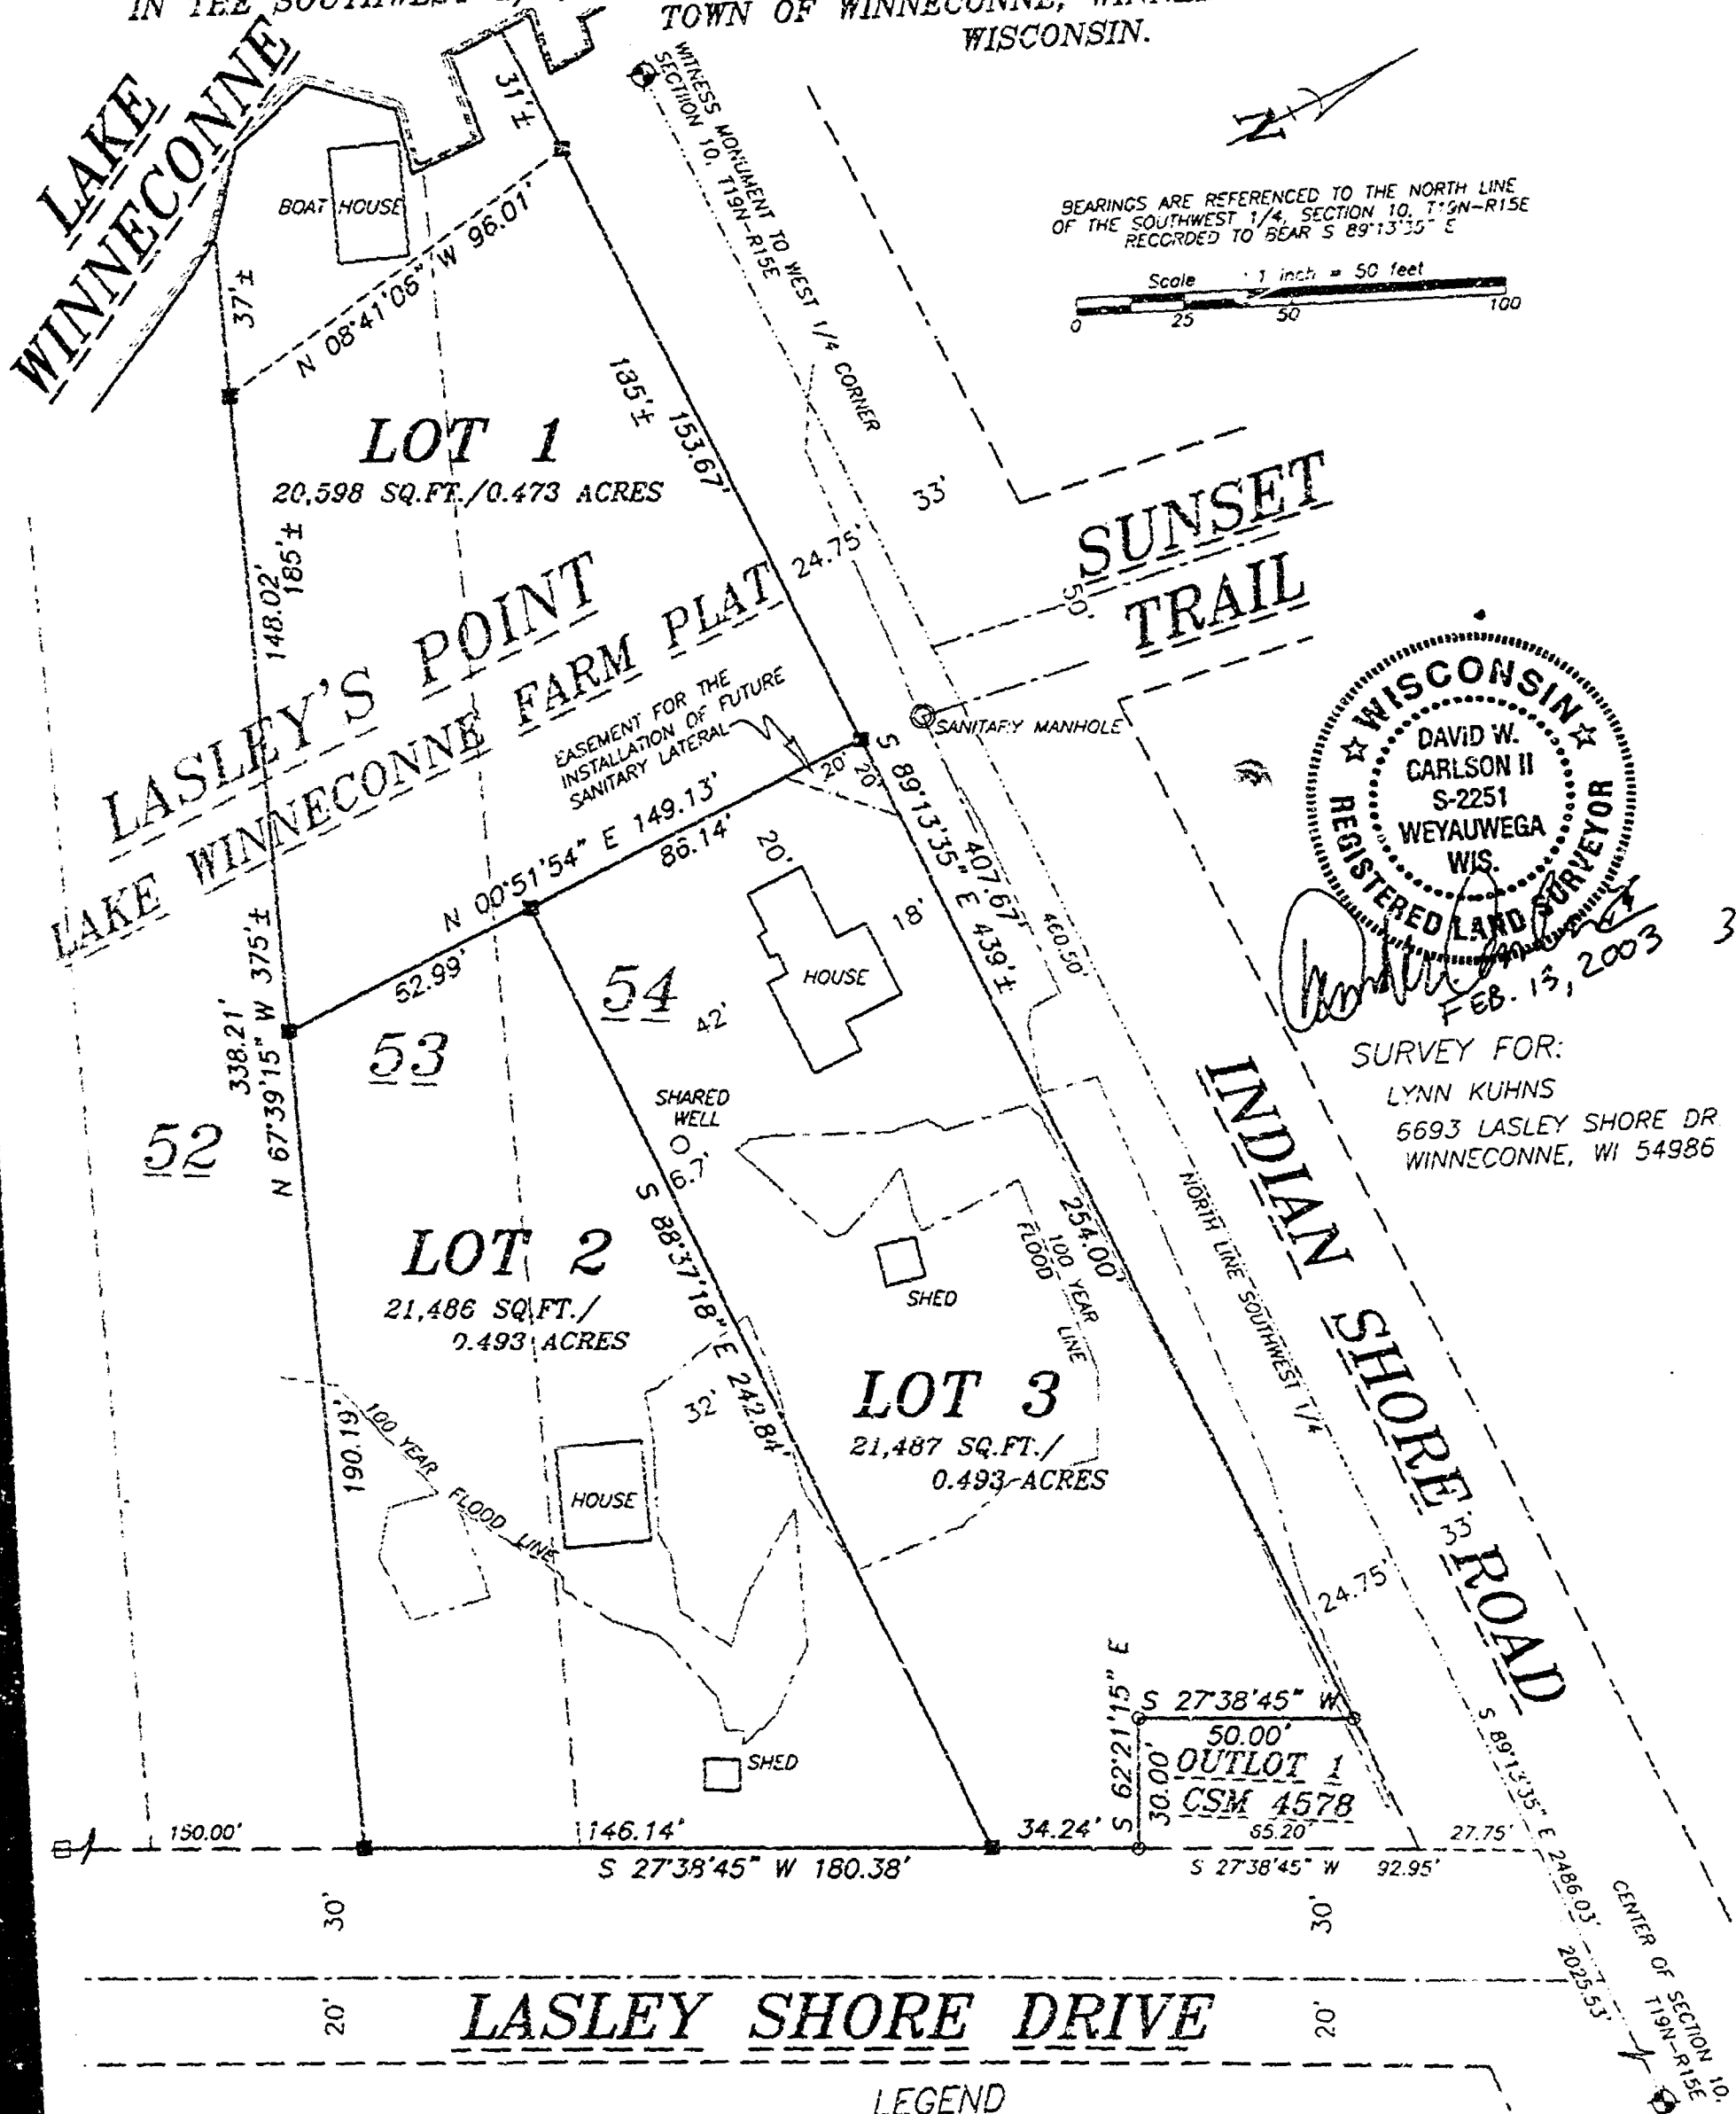 IN THE SOUTHWEST
TOWN OF WINNECONNE,
WISCONSIN.
LAKE
WINNECONNE
WITNESS MONUMENT TO WEST 1/4 CORNER
SECTIION 10, T19N-R15E
N
BEARINGS ARE REFERENCED TO THE NORTH LINE
OF THE SOUTHWEST 1/4, SECTION 10, T19N-R15E
RECORDED TO BEAR S 89°13'35" E
Scale 1 inch = 50 feet
0 25 50 100
31'±
BOAT HOUSE
N 08°41'06" W 96.01'
37'±
185'±
153.67'
LOT 1
20,598 SQ.FT./0.473 ACRES
148.02'
185'±
33'
24.75'
SUNSET
TRAIL
50'
LASLEY'S POINT
LAKE WINNECONNE FARM PLAT
EASEMENT FOR THE
INSTALLATION OF FUTURE
SANITARY LATERAL
SANITARY MANHOLE
20'
20'
WISCONSIN
DAVID W.
CARLSON II
S-2251
WEYAUWEGA
WIS.
REGISTERED LAND SURVEYOR
FEB. 13, 2003
3
SURVEY FOR:
LYNN KUHNS
6693 LASLEY SHORE DR
WINNECONNE, WI 54986
N 00°51'54" E 149.13'
86.14'
52.99'
S 89°13'35" E 439'±
407.67'
460.50'
20'
18'
HOUSE
42'
54
53
52
338.21'
N 67°39'15" W 375'±
SHARED
WELL
6.7'
S 88°37'18" E 242.84'
LOT 2
21,486 SQ.FT./
0.493 ACRES
SHED
100 YEAR
FLOOD LINE
254.00'
NORTH LINE SOUTHWEST 1/4
INDIAN SHORE ROAD
33'
24.75'
LOT 3
21,487 SQ.FT./
0.493 ACRES
32'
190.19'
100 YEAR FLOOD LINE
HOUSE
SHED
S 62°21'15" E
30.00'
S 27°38'45" W
50.00'
OUTLOT 1
CSM 4578
65.20'
150.00'
146.14'
34.24'
27.75'
S 27°38'45" W 180.38'
S 27°38'45" W 92.95'
S 89°13'35" E 2486.03'
2025.53'
CENTER OF SECTION 10,
T19N-R15E
30'
30'
20'
20'
LASLEY SHORE DRIVE
LEGEND